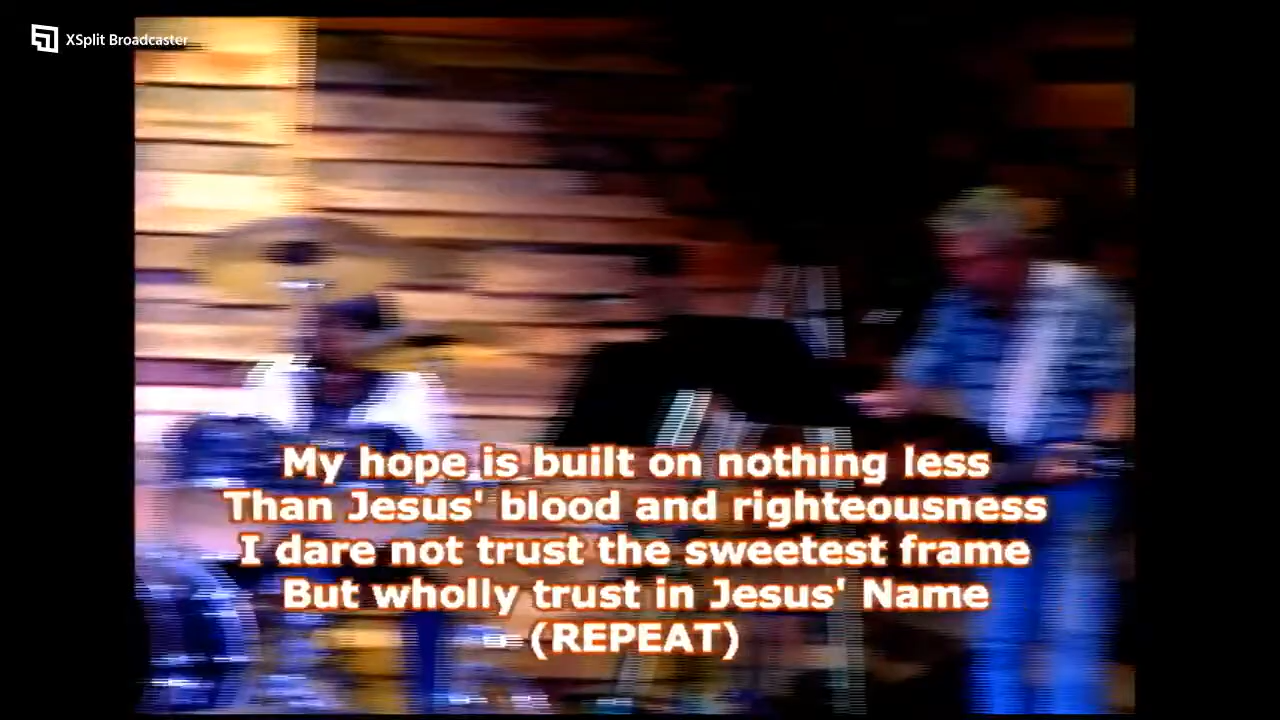 XSplit Broadcaster
My hope is built on nothing less
Than Jesus' blood and righteousness
I dare not trust the sweetest frame
But wholly trust in Jesus' Name
(REPEAT)